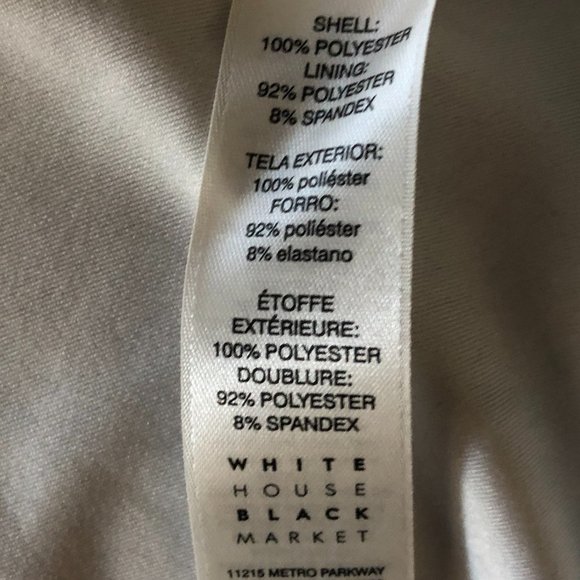 SHELL:
100% POLYESTER
LINING:
92% POLYESTER
8% SPANDEX
TELA EXTERIOR:
100% poliéster
FORRO:
92% poliéster
8% elastano
ÉTOFFE
EXTÉRIEURE:
100% POLYESTER
DOUBLURE:
92% POLYESTER
8% SPANDEX
WHITE
HOUSE
BLACK
MARKET
11215 METRO PARKWAY